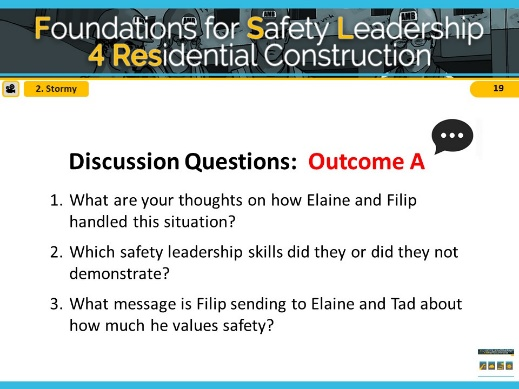 Foundations for Safety Leadership
4 Residential Construction
2. Stormy
19
Discussion Questions: Outcome A
1. What are your thoughts on how Elaine and Filip
handled this situation?
2. Which safety leadership skills did they or did they not
demonstrate?
3. What message is Filip sending to Elaine and Tad about
how much he values safety?